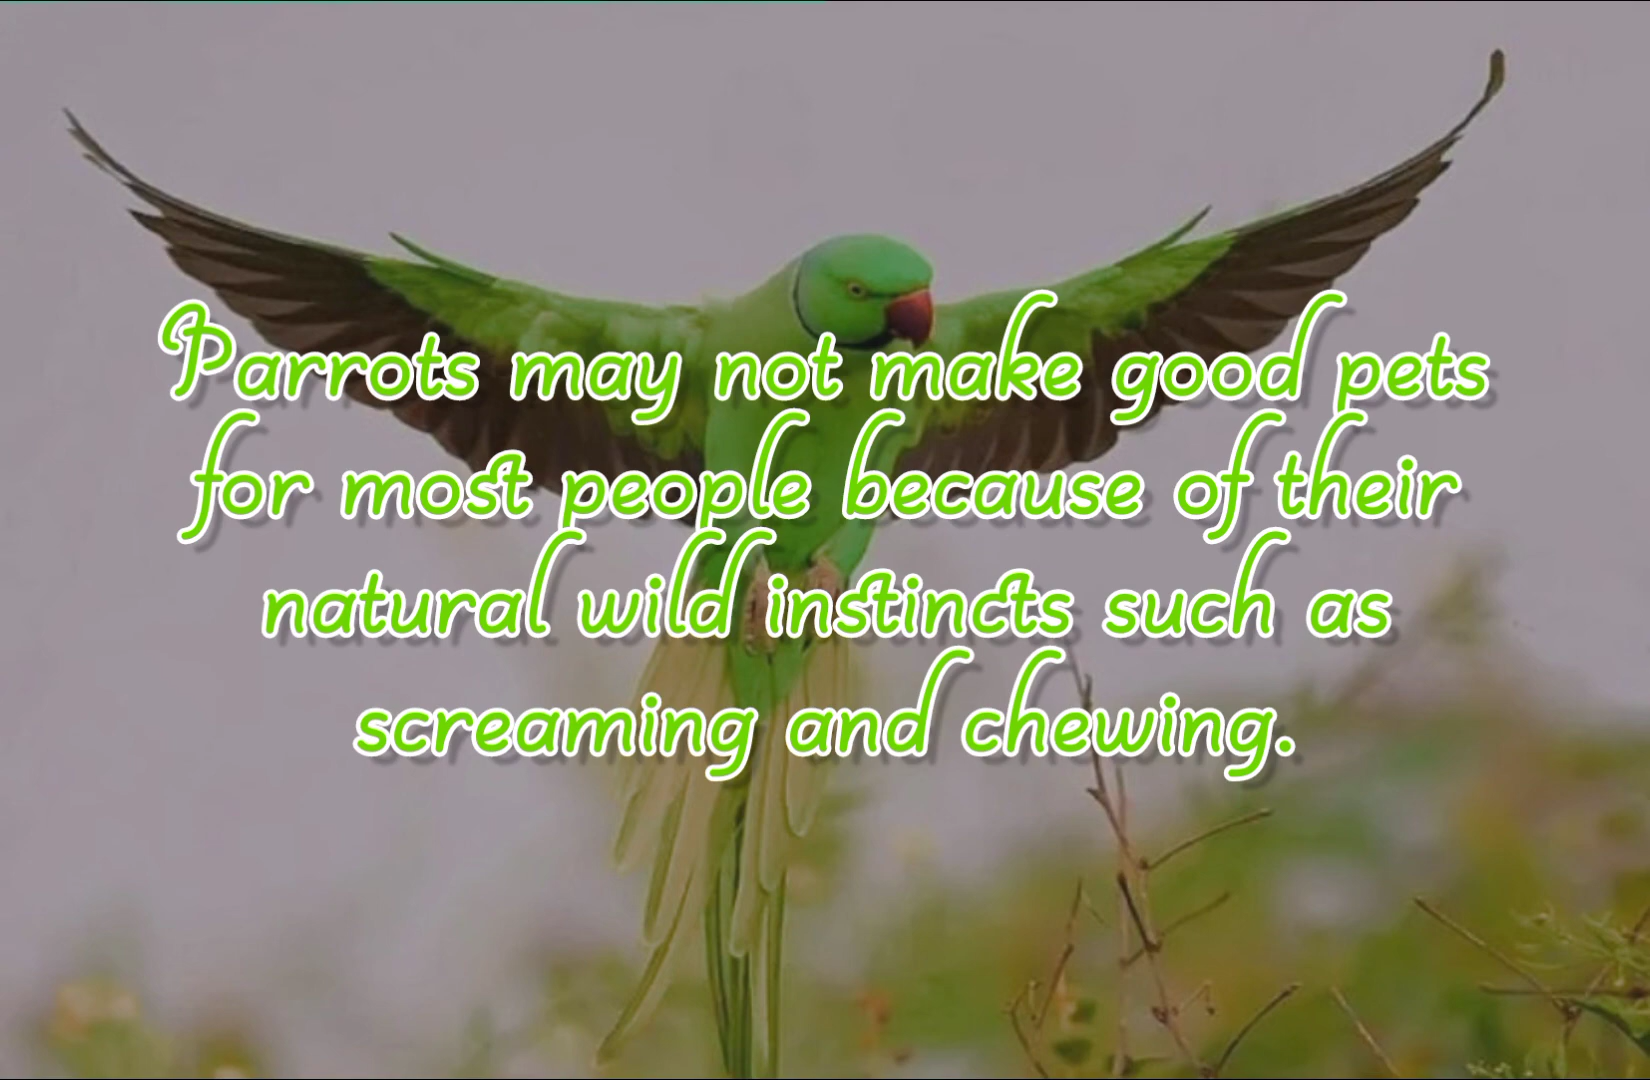 Parrots may not make good pets
for most people because of their
natural wild instincts such as
screaming and chewing.